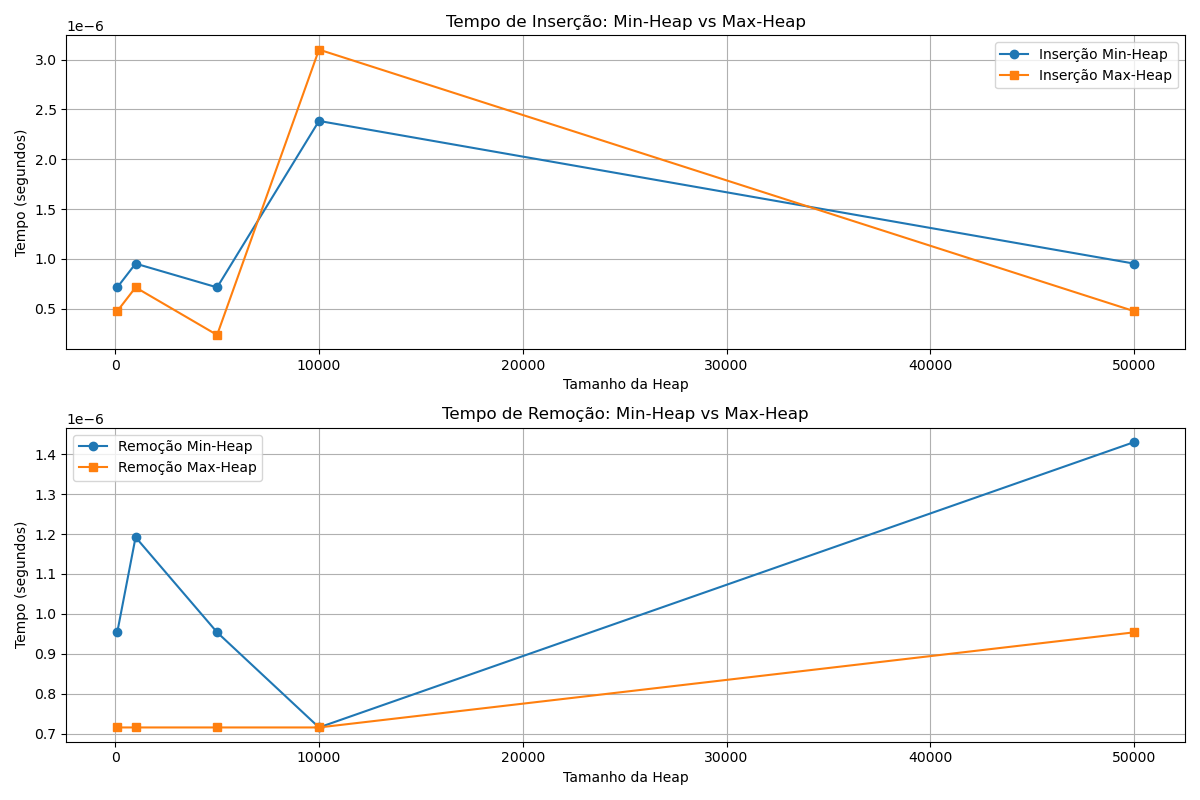 Tempo de Inserção: Min-Heap vs Max-Heap
1e−6
3.0
2.5
2.0
1.5
1.0
0.5
Tempo (segundos)
Inserção Min-Heap
Inserção Max-Heap
0 10000 20000 30000 40000 50000
Tamanho da Heap
Tempo de Remoção: Min-Heap vs Max-Heap
1e−6
1.4
1.3
1.2
1.1
1.0
0.9
0.8
0.7
Tempo (segundos)
Remoção Min-Heap
Remoção Max-Heap
0 10000 20000 30000 40000 50000
Tamanho da Heap